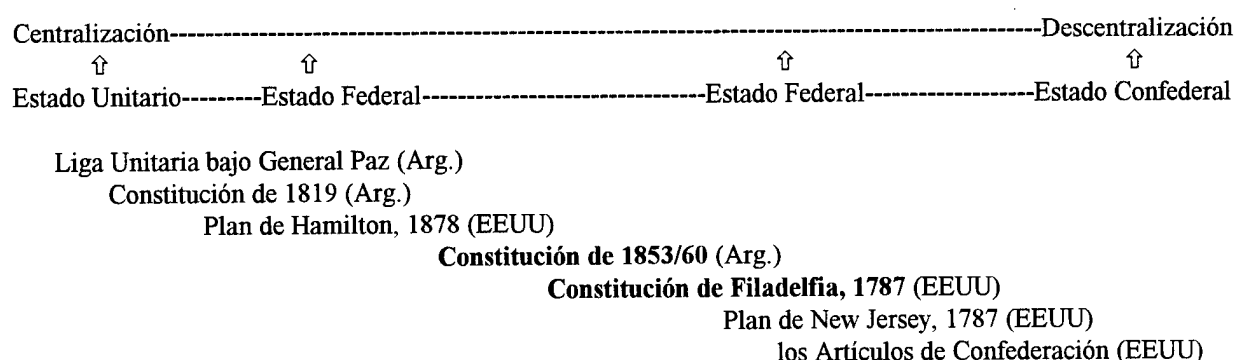 Centralización-----------------------------------------------------------------------------------------------Descentralización
⇧ ⇧ ⇧ ⇧
Estado Unitario---------Estado Federal-------------------------------Estado Federal-------------------Estado Confederal
Liga Unitaria bajo General Paz (Arg.)
Constitución de 1819 (Arg.)
Plan de Hamilton, 1878 (EEUU)
Constitución de 1853/60 (Arg.)
Constitución de Filadelfia, 1787 (EEUU)
Plan de New Jersey, 1787 (EEUU)
los Artículos de Confederación (EEUU)